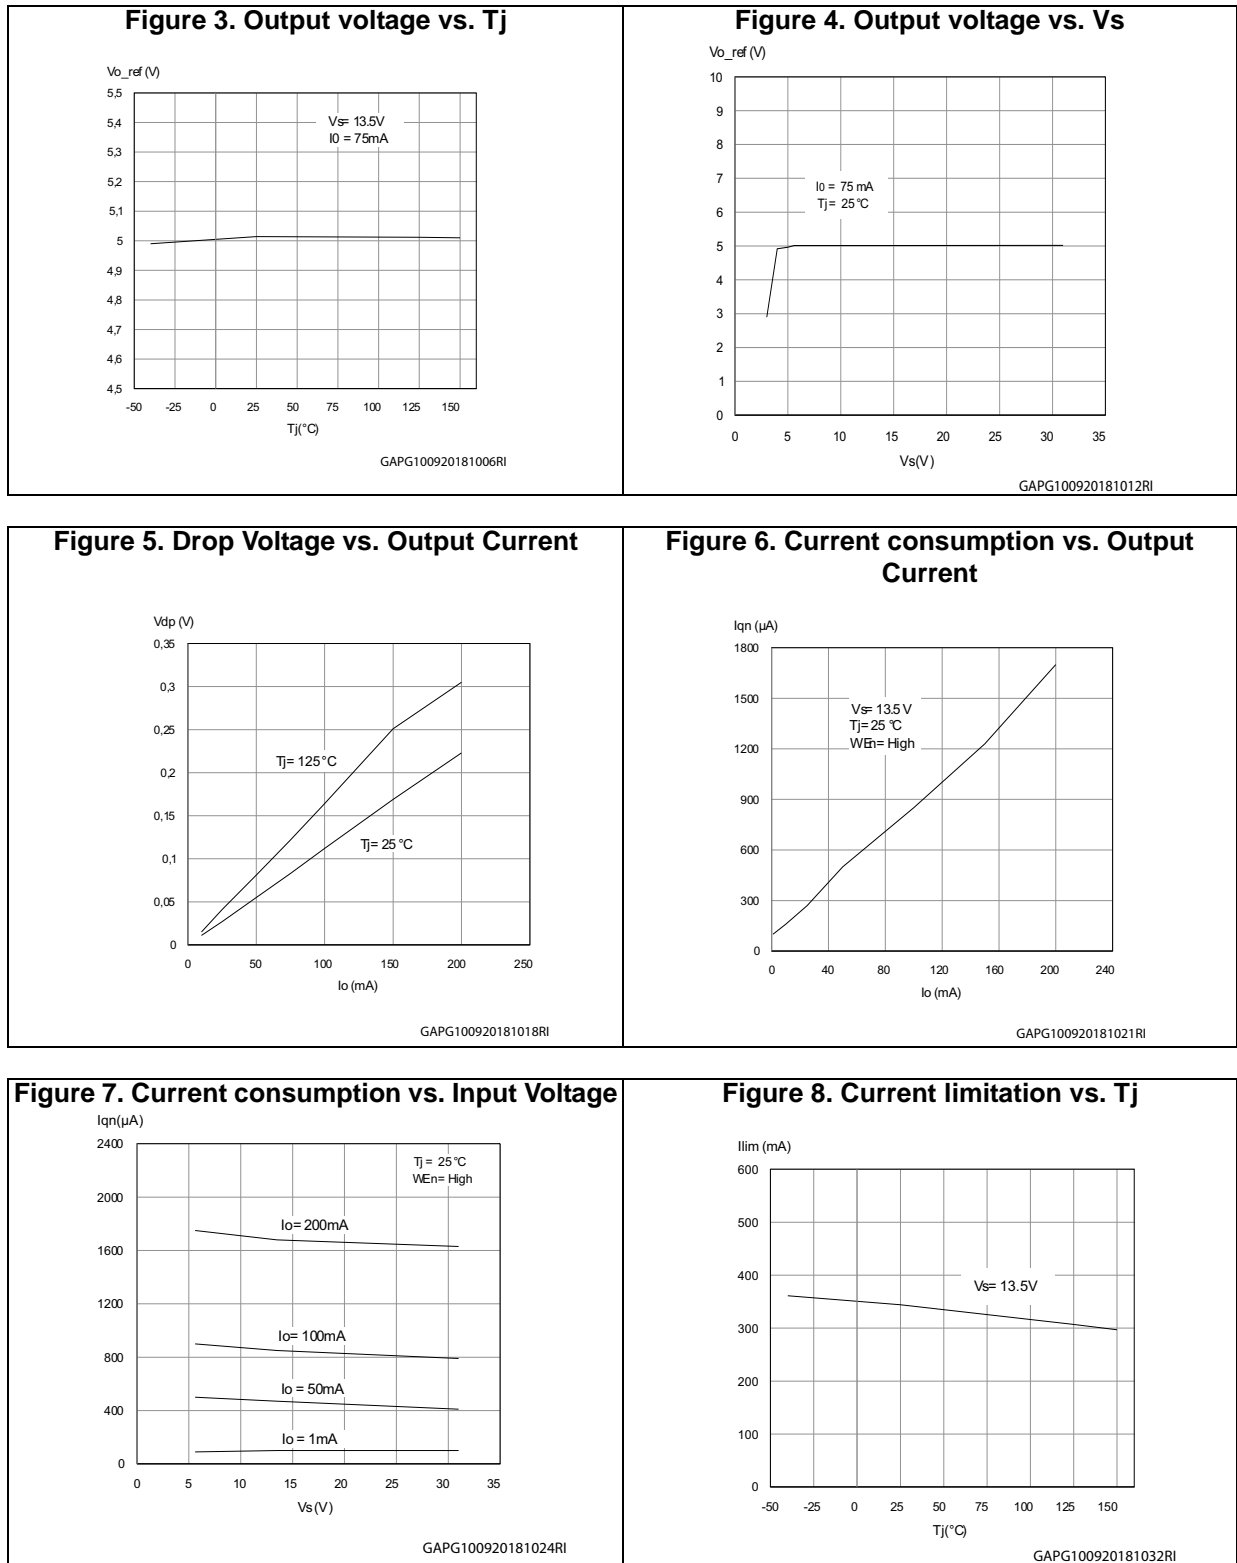 Figure 3. Output voltage vs. Tj
Vo_ref (V)
5,5
5,4
5,3
5,2
5,1
5
4,9
4,8
4,7
4,6
4,5
Vs= 13.5V
I0 = 75mA
-50 -25 0 25 50 75 100 125 150
Tj(°C)
GAPG100920181006RI
Figure 4. Output voltage vs. Vs
Vo_ref (V)
10
9
8
7
6
5
4
3
2
1
0
I0 = 75 mA
Tj= 25°C
0 5 10 15 20 25 30 35
Vs(V)
GAPG100920181012RI
Figure 5. Drop Voltage vs. Output Current
Vdp (V)
0,35
0,3
0,25
0,2
0,15
0,1
0,05
0
Tj= 125°C
Tj= 25°C
0 50 100 150 200 250
Io (mA)
GAPG100920181018RI
Figure 6. Current consumption vs. Output
Current
Iqn (µA)
1800
1500
1200
900
600
300
0
Vs= 13.5 V
Tj= 25 °C
WEn= High
0 40 80 120 160 200 240
Io (mA)
GAPG100920181021RI
Figure 7. Current consumption vs. Input Voltage
Iqn(µA)
2400
2000
1600
1200
800
400
0
Tj = 25°C
WEn= High
Io= 200mA
Io= 100mA
Io = 50mA
Io = 1mA
0 5 10 15 20 25 30 35
Vs(V)
GAPG100920181024RI
Figure 8. Current limitation vs. Tj
Ilim (mA)
600
500
400
300
200
100
0
Vs= 13.5V
-50 -25 0 25 50 75 100 125 150
Tj(°C)
GAPG100920181032RI